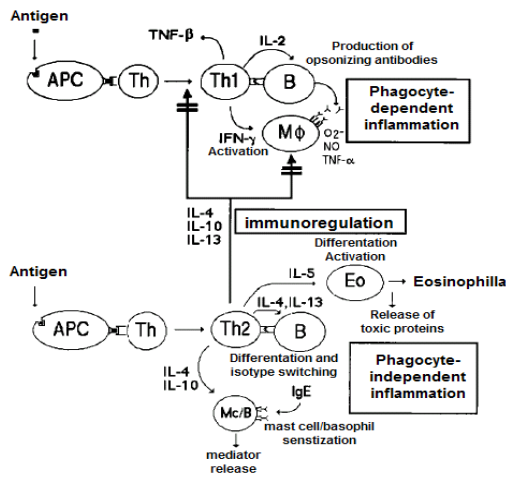 Antigen
APC
Th
TNF-β
Th1
IL-2
B
Production of
opsonizing antibodies
Phagocyte-
dependent
inflammation
IFN-γ
Activation
MΦ
O2-
NO
TNF-α
IL-4
IL-10
IL-13
immunoregulation
Differentation
Activation
Antigen
APC
Th
Th2
IL-5
Eo
Eosinophilla
Release of
toxic proteins
IL-4,IL-13
B
Differentation and
isotype switching
Phagocyte-
independent
inflammation
IL-4
IL-10
Mc/B
IgE
mast cell/basophil
senstization
mediator
release